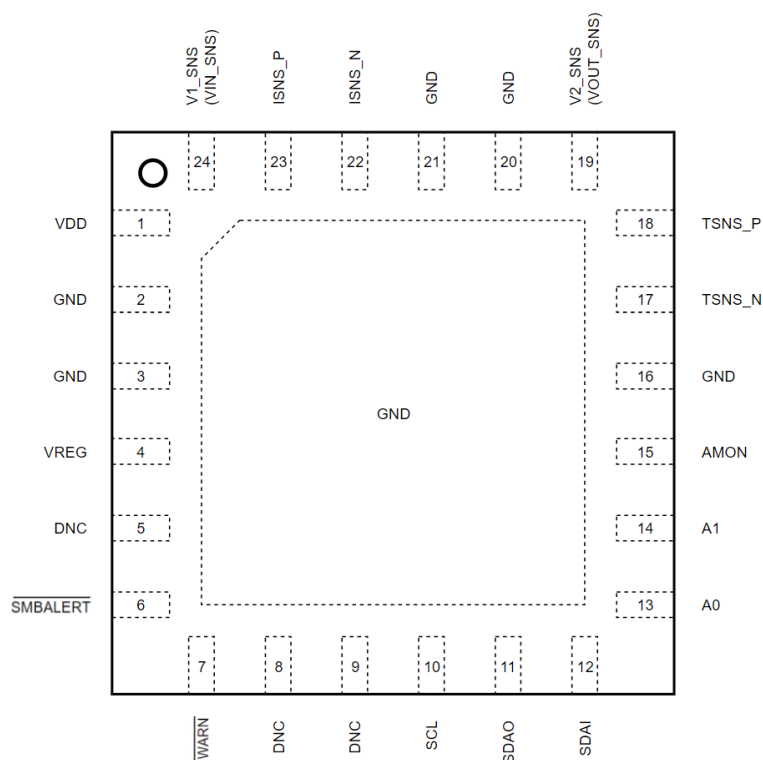 V1_SNS
(VIN_SNS)
ISNS_P
ISNS_N
GND
GND
V2_SNS
(VOUT_SNS)
24
23
22
21
20
19
VDD
1
18
TSNS_P
GND
2
17
TSNS_N
GND
3
16
GND
GND
VREG
4
15
AMON
DNC
5
14
A1
SMBALERT
6
13
A0
7
8
9
10
11
12
WARN
DNC
DNC
SCL
SDAO
SDAI